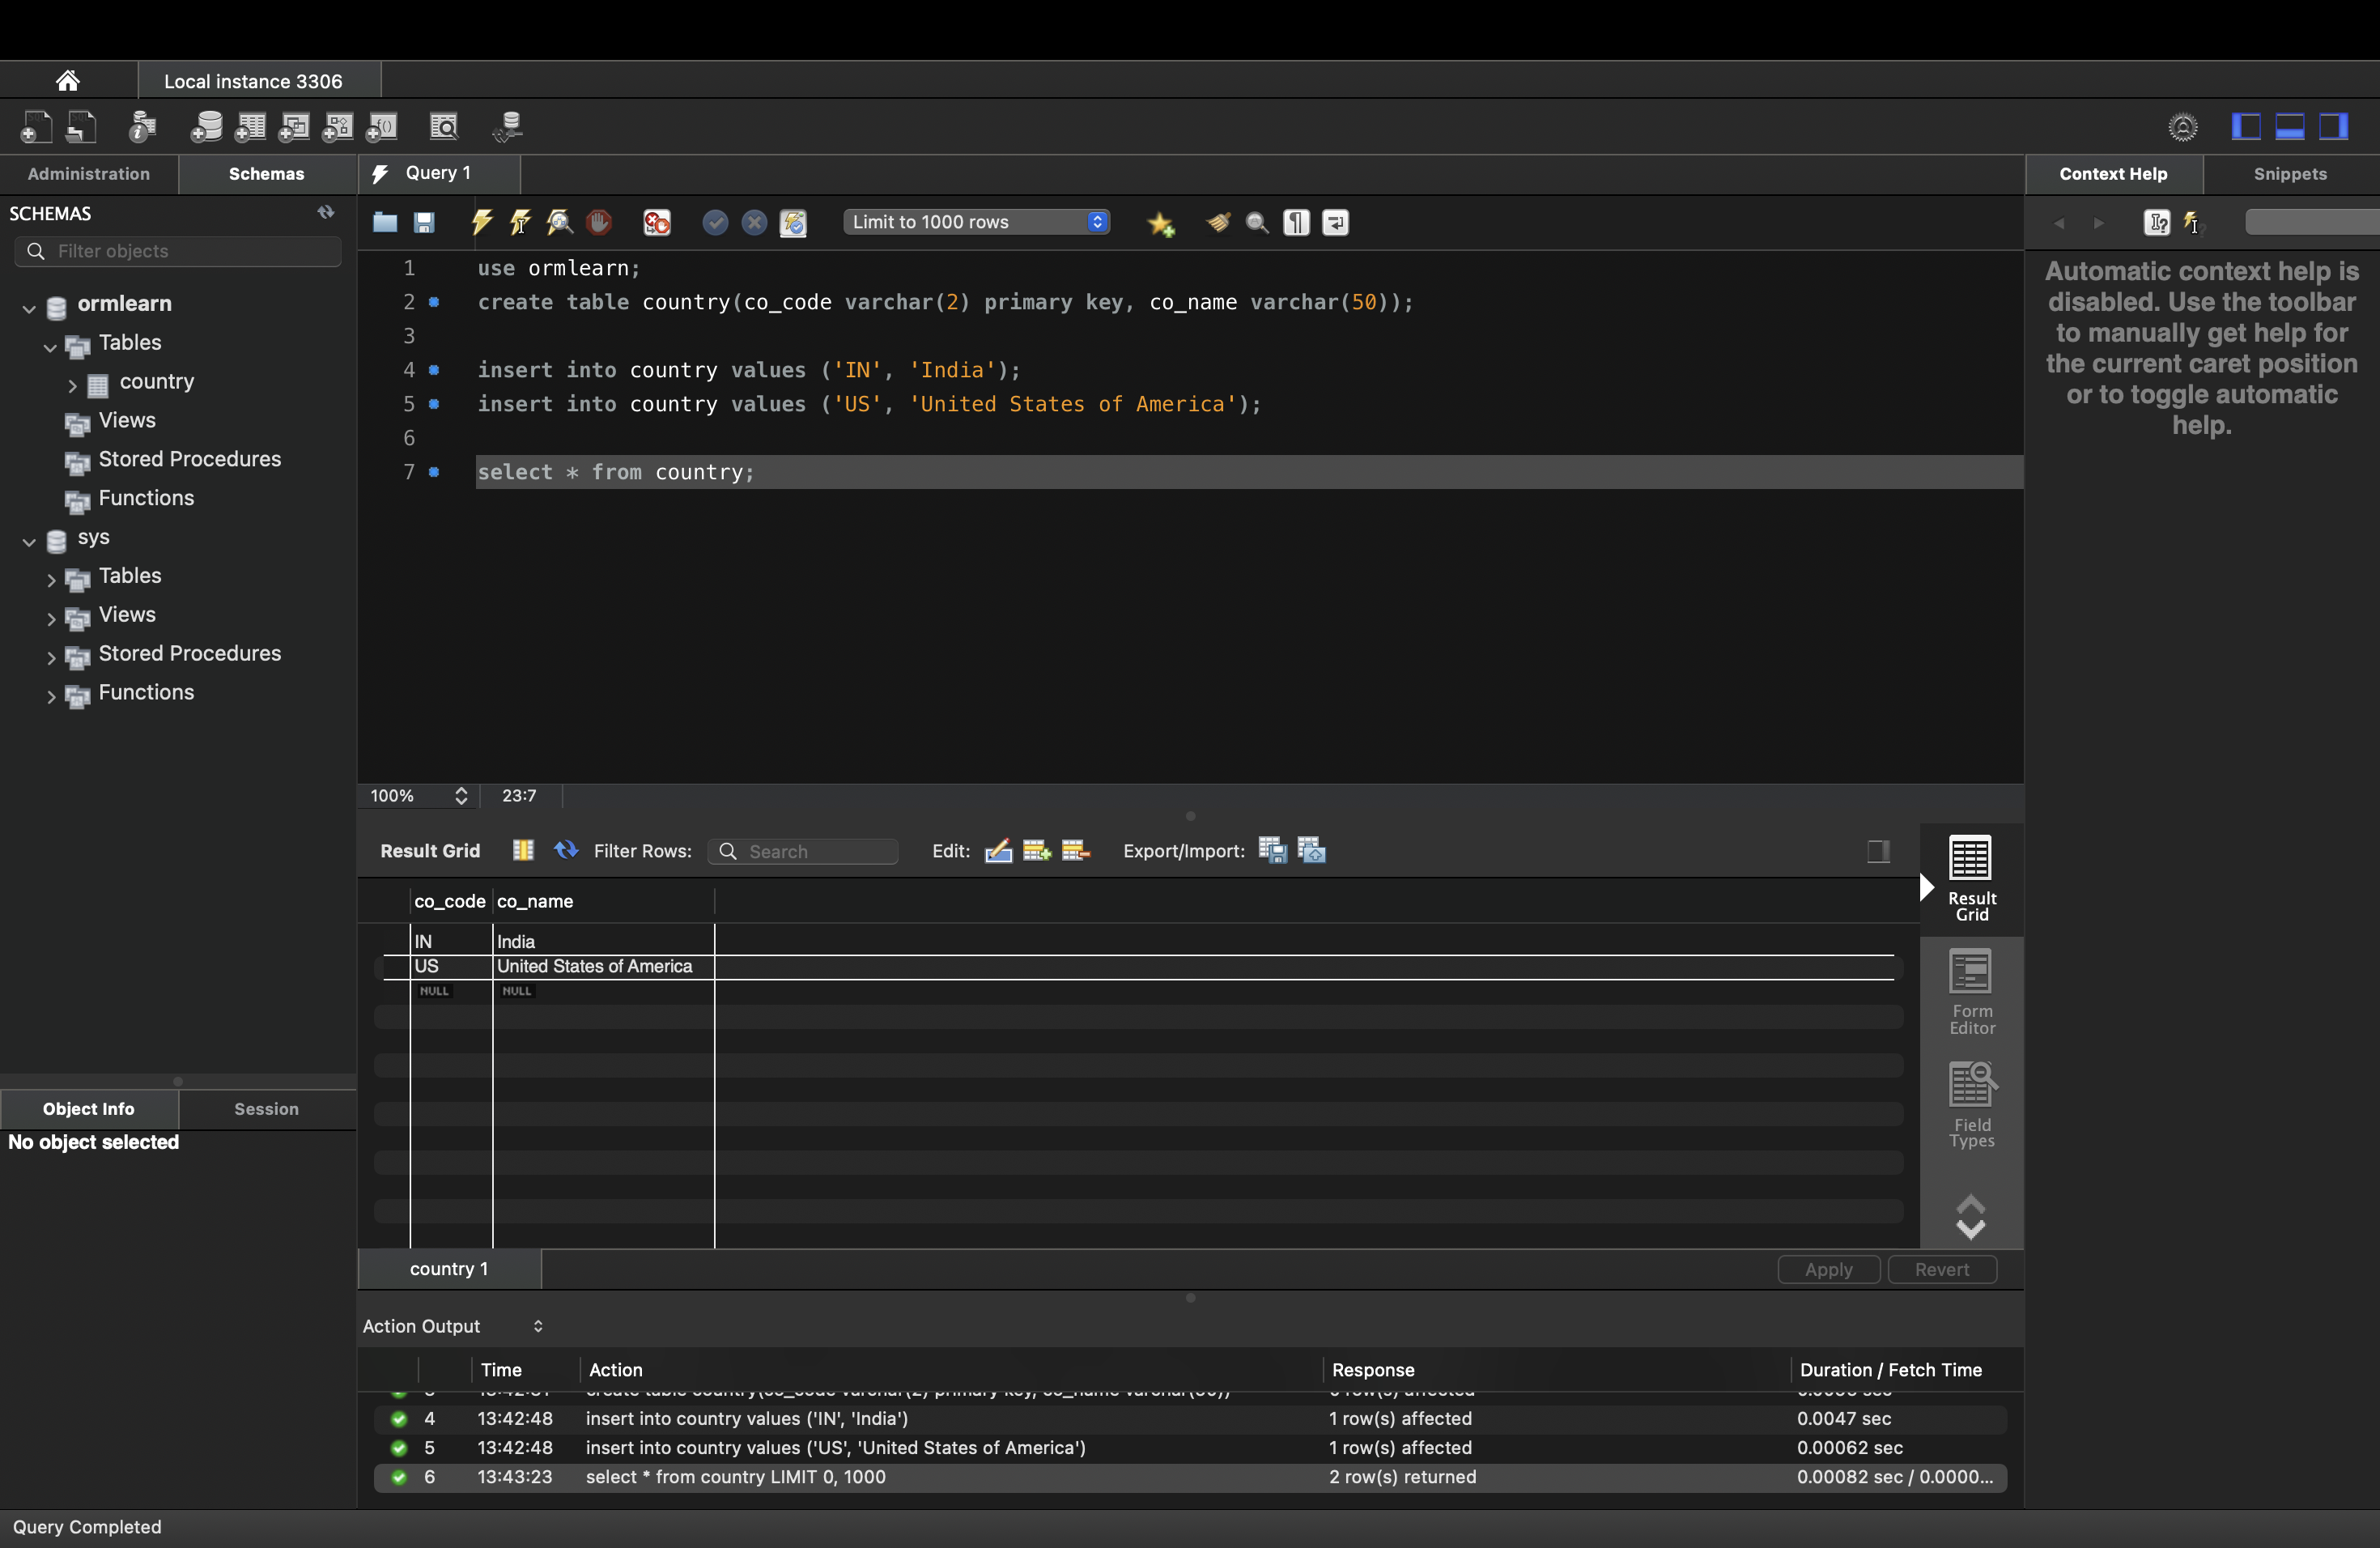 Local instance 3306
Administration
Schemas
Query 1
Context Help
Snippets
SCHEMAS
Filter objects
Limit to 1000 rows
ormlearn
Tables
country
Views
Stored Procedures
Functions
sys
Tables
Views
Stored Procedures
Functions
1 use ormlearn;
2 create table country(co_code varchar(2) primary key, co_name varchar(50));
3
4 insert into country values ('IN', 'India');
5 insert into country values ('US', 'United States of America');
6
7 select * from country;
Automatic context help is
disabled. Use the toolbar
to manually get help for
the current caret position
or to toggle automatic
help.
100% 23:7
Result Grid Filter Rows: Search Edit: Export/Import:
co_code co_name
IN India
US United States of America
NULL NULL
Result
Grid
Form
Editor
Field
Types
Object Info
Session
No object selected
country 1
Apply
Revert
Action Output
Time Action Response Duration / Fetch Time
4 13:42:48 insert into country values ('IN', 'India') 1 row(s) affected 0.0047 sec
5 13:42:48 insert into country values ('US', 'United States of America') 1 row(s) affected 0.00062 sec
6 13:43:23 select * from country LIMIT 0, 1000 2 row(s) returned 0.00082 sec / 0.0000...
Query Completed